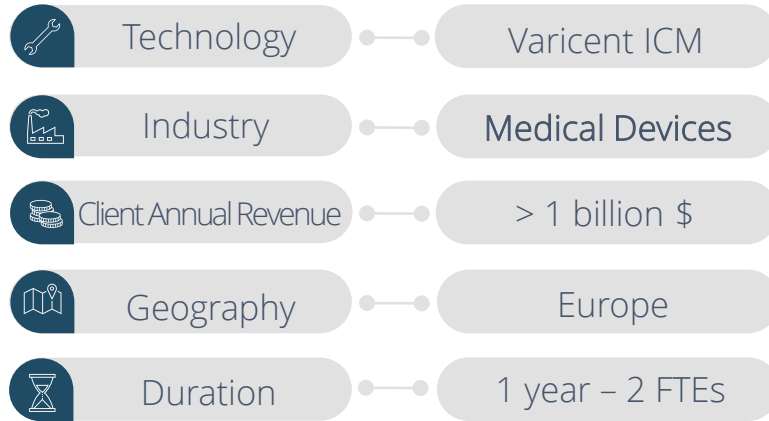 Technology
Varicent ICM
Industry
Medical Devices
Client Annual Revenue
> 1 billion $
Geography
Europe
Duration
1 year – 2 FTEs